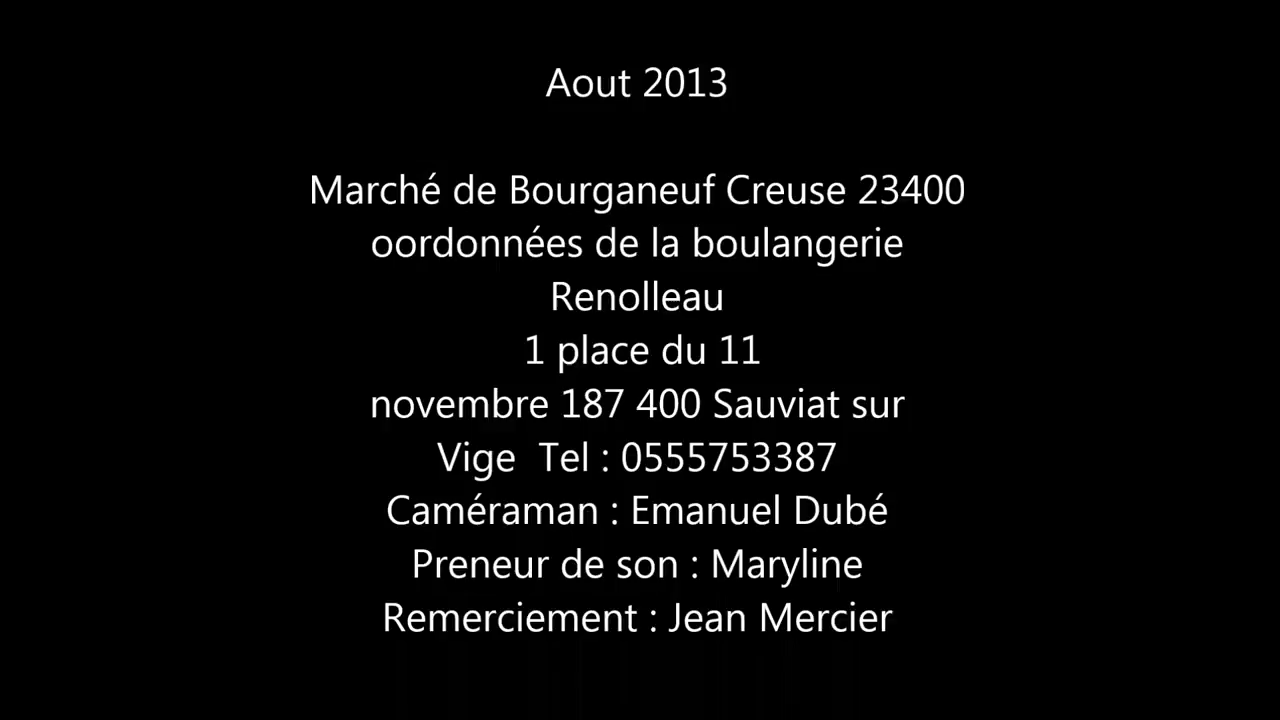 Aout 2013
Marché de Bourganeuf Creuse 23400
oordonnées de la boulangerie
Renolleau
1 place du 11
novembre 187 400 Sauviat sur
Vige  Tel : 0555753387
Caméraman : Emanuel Dubé
Preneur de son : Maryline
Remerciement : Jean Mercier